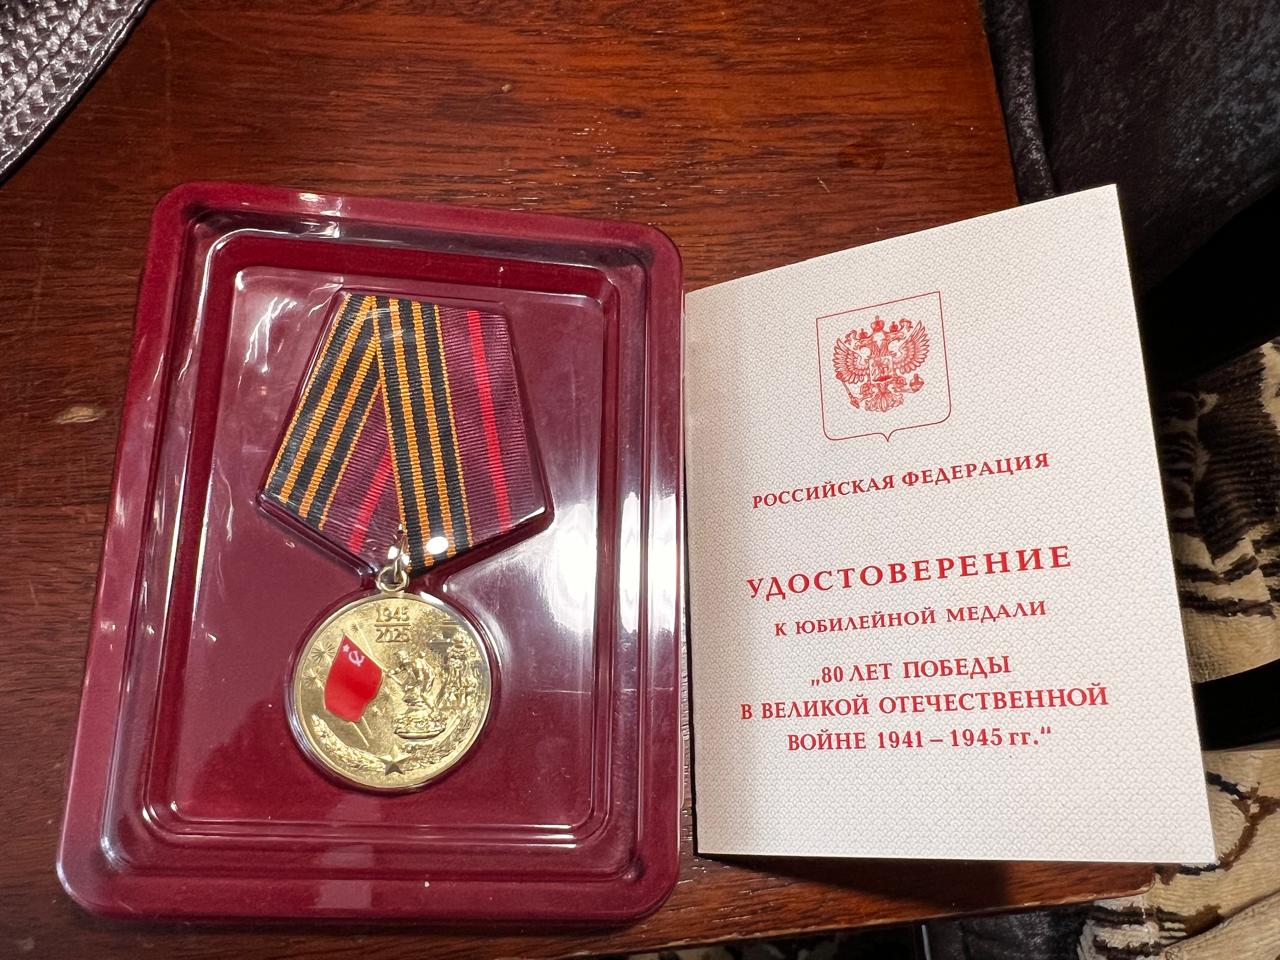 1945
2025
РОССИЙСКАЯ ФЕДЕРАЦИЯ
УДОСТОВЕРЕНИЕ
К ЮБИЛЕЙНОЙ МЕДАЛИ
„80 ЛЕТ ПОБЕДЫ
В ВЕЛИКОЙ ОТЕЧЕСТВЕННОЙ
ВОЙНЕ 1941 – 1945 гг.“